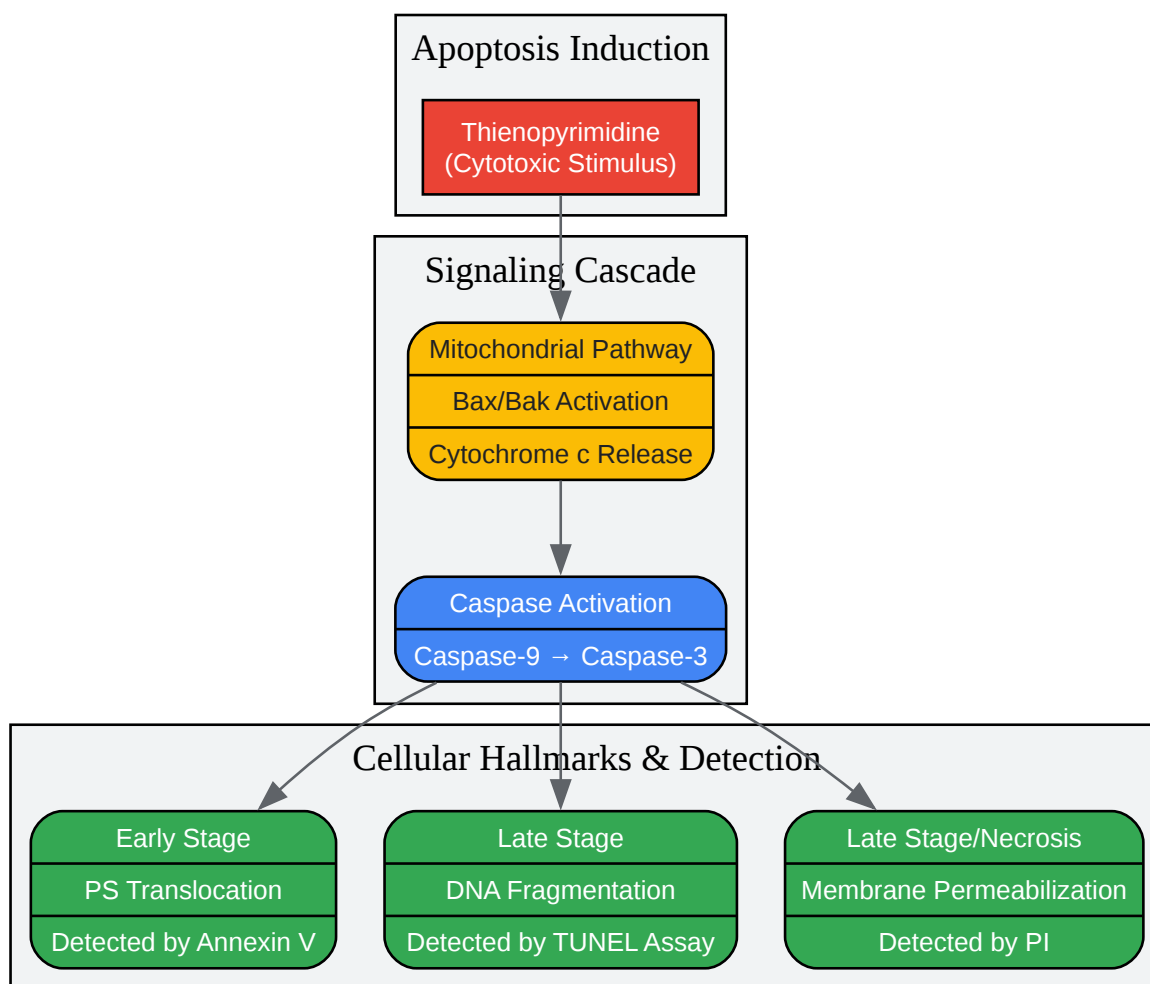 Apoptosis Induction
Thienopyrimidine
(Cytotoxic Stimulus)
Signaling Cascade
Mitochondrial Pathway
Bax/Bak Activation
Cytochrome c Release
Caspase Activation
Caspase-9 → Caspase-3
Cellular Hallmarks & Detection
Early Stage
PS Translocation
Detected by Annexin V
Late Stage
DNA Fragmentation
Detected by TUNEL Assay
Late Stage/Necrosis
Membrane Permeabilization
Detected by PI